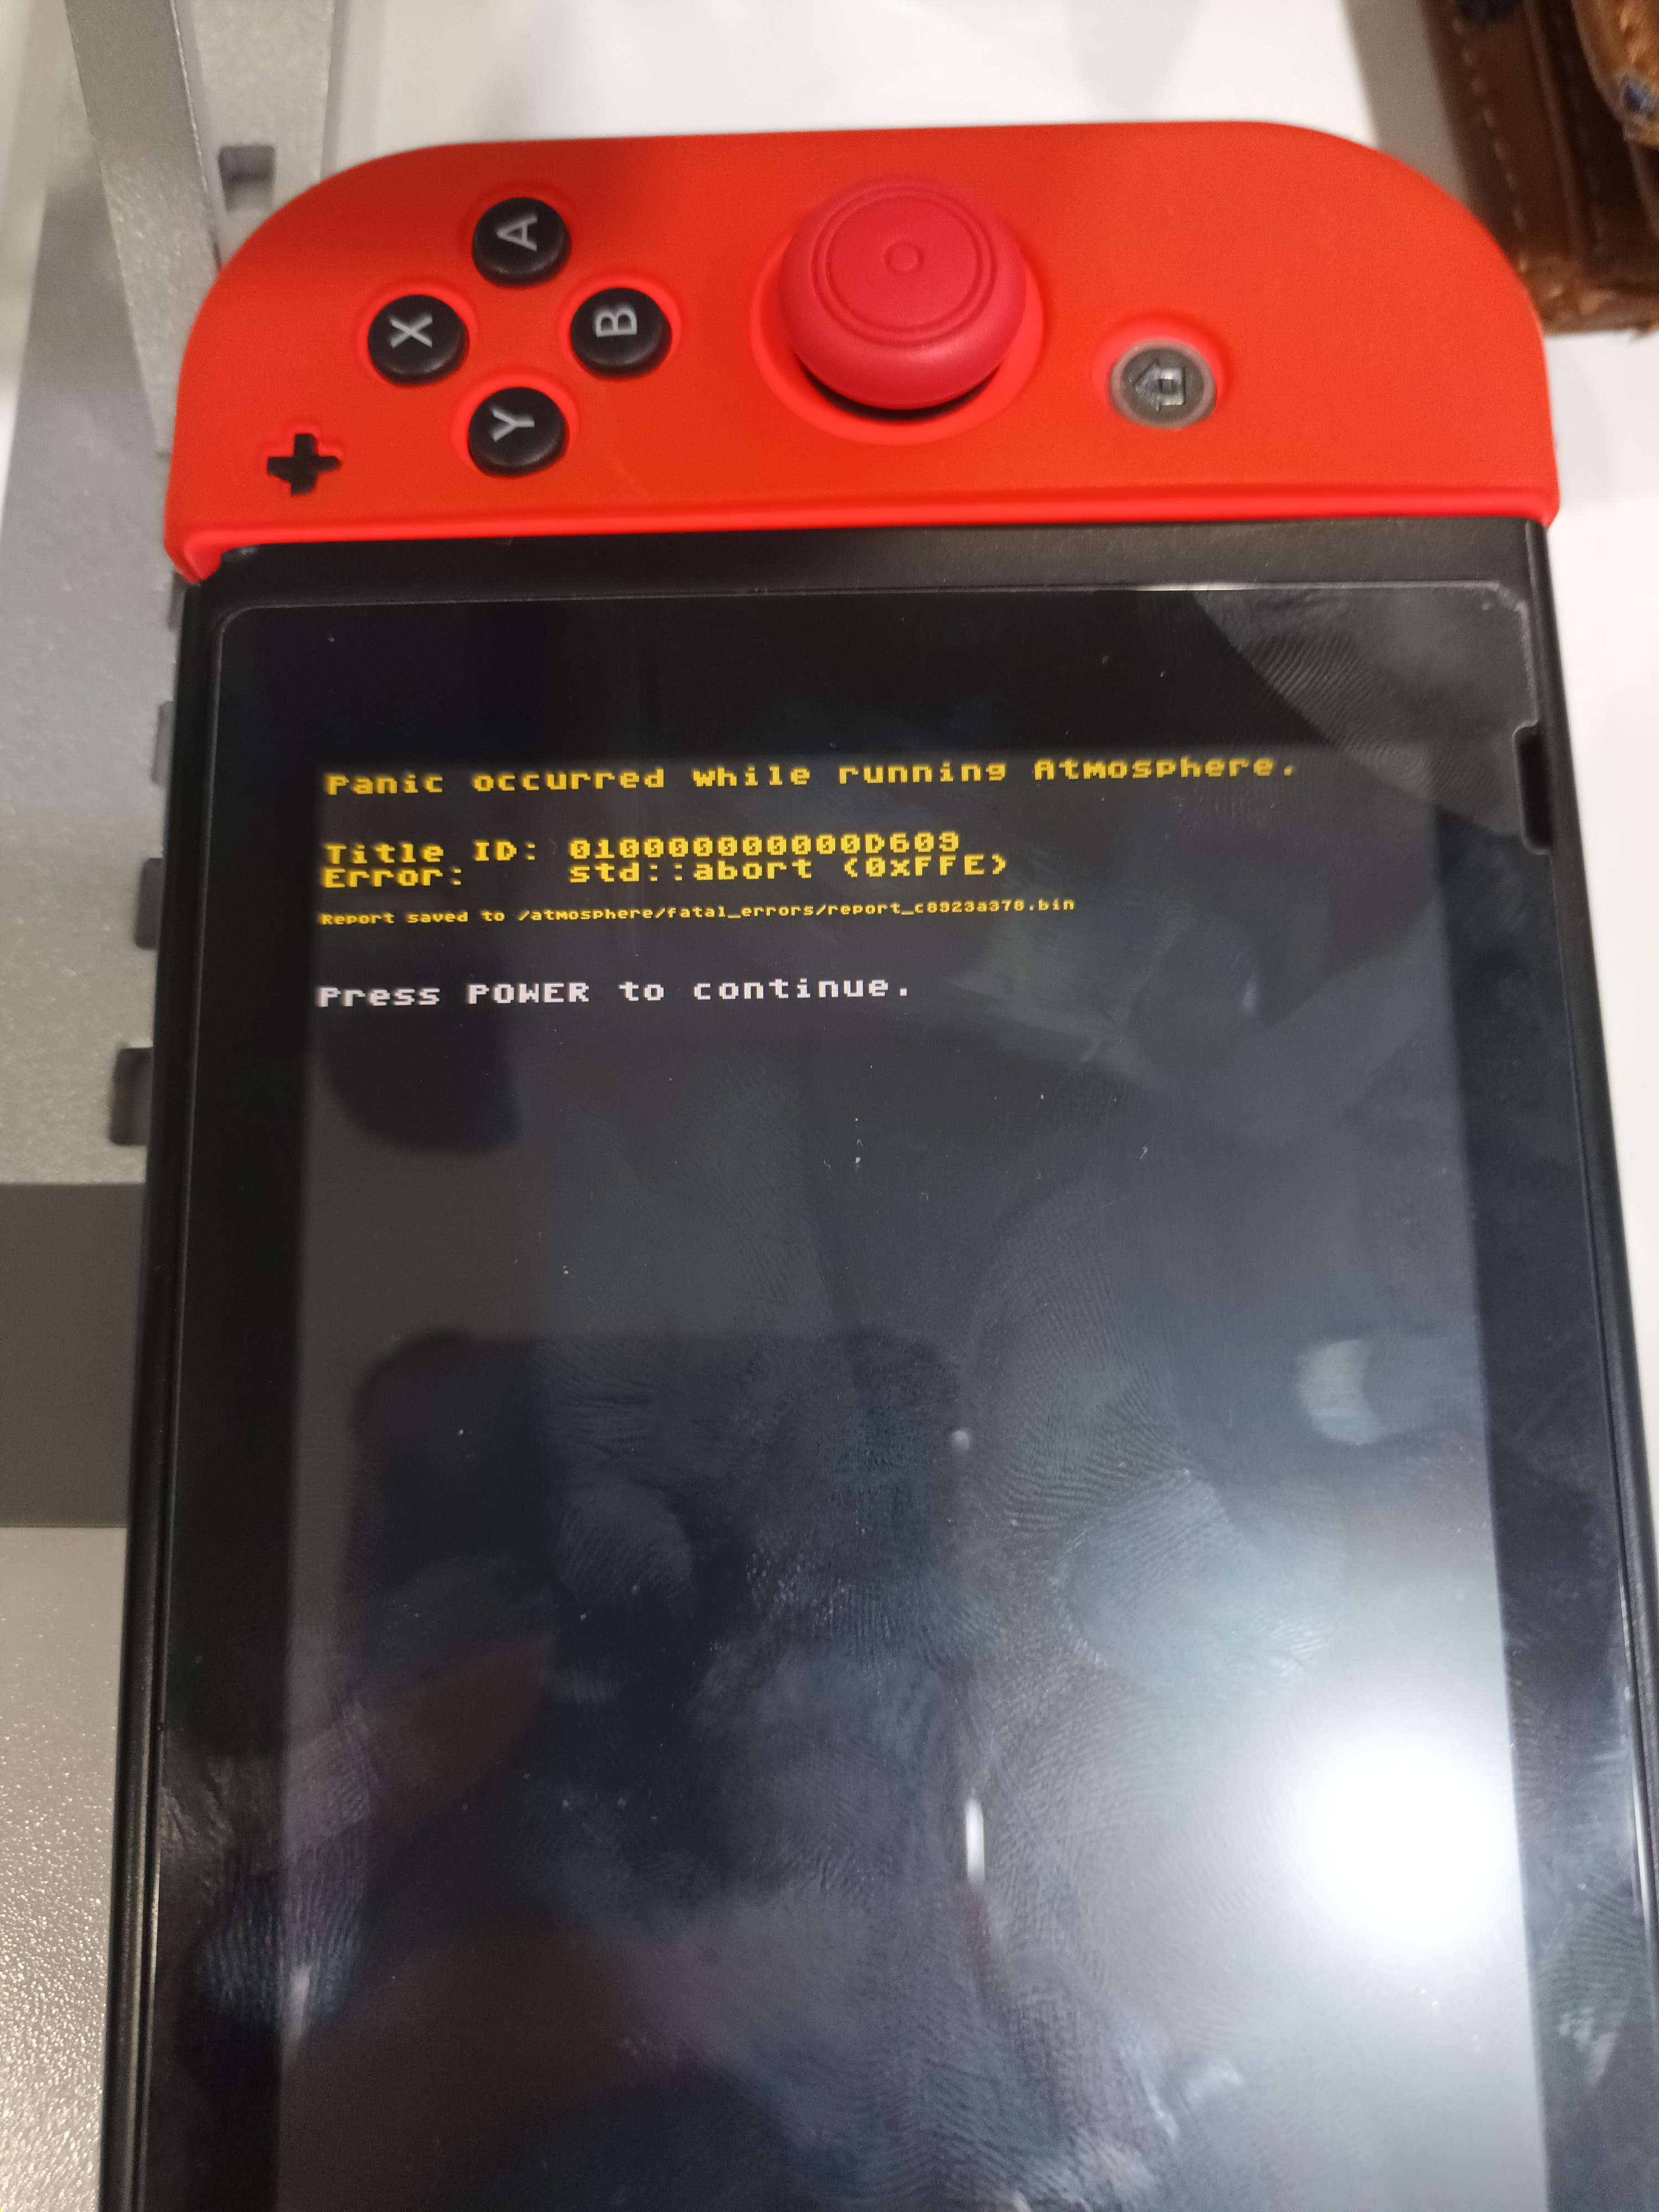 A
X
B
Y
Panic occurred while running Atmosphere.
Title ID: 010000000000D609
Error: std::abort (0xFFE)
Report saved to /atmosphere/fatal_errors/report_c8923a378.bin
Press POWER to continue.